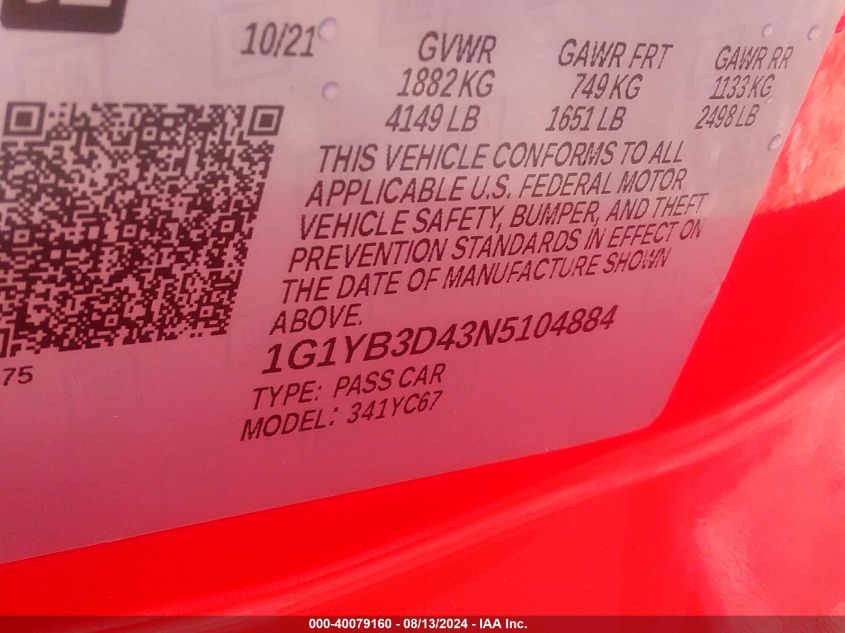 10/21 GVWR GAWR FRT GAWR RR
1882 KG 749 KG 1133 KG
4149 LB 1651 LB 2498 LB
THIS VEHICLE CONFORMS TO ALL
APPLICABLE U.S. FEDERAL MOTOR
VEHICLE SAFETY, BUMPER, AND THEFT
PREVENTION STANDARDS IN EFFECT ON
THE DATE OF MANUFACTURE SHOWN
ABOVE.
1G1YB3D43N5104884
75
TYPE: PASS CAR
MODEL: 341YC67
000-40079160 - 08/13/2024 - IAA Inc.